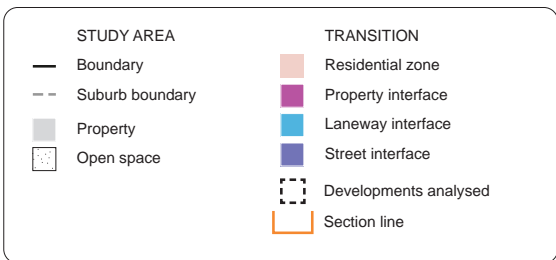 STUDY AREA
Boundary
Suburb boundary
Property
Open space
TRANSITION
Residential zone
Property interface
Laneway interface
Street interface
Developments analysed
Section line